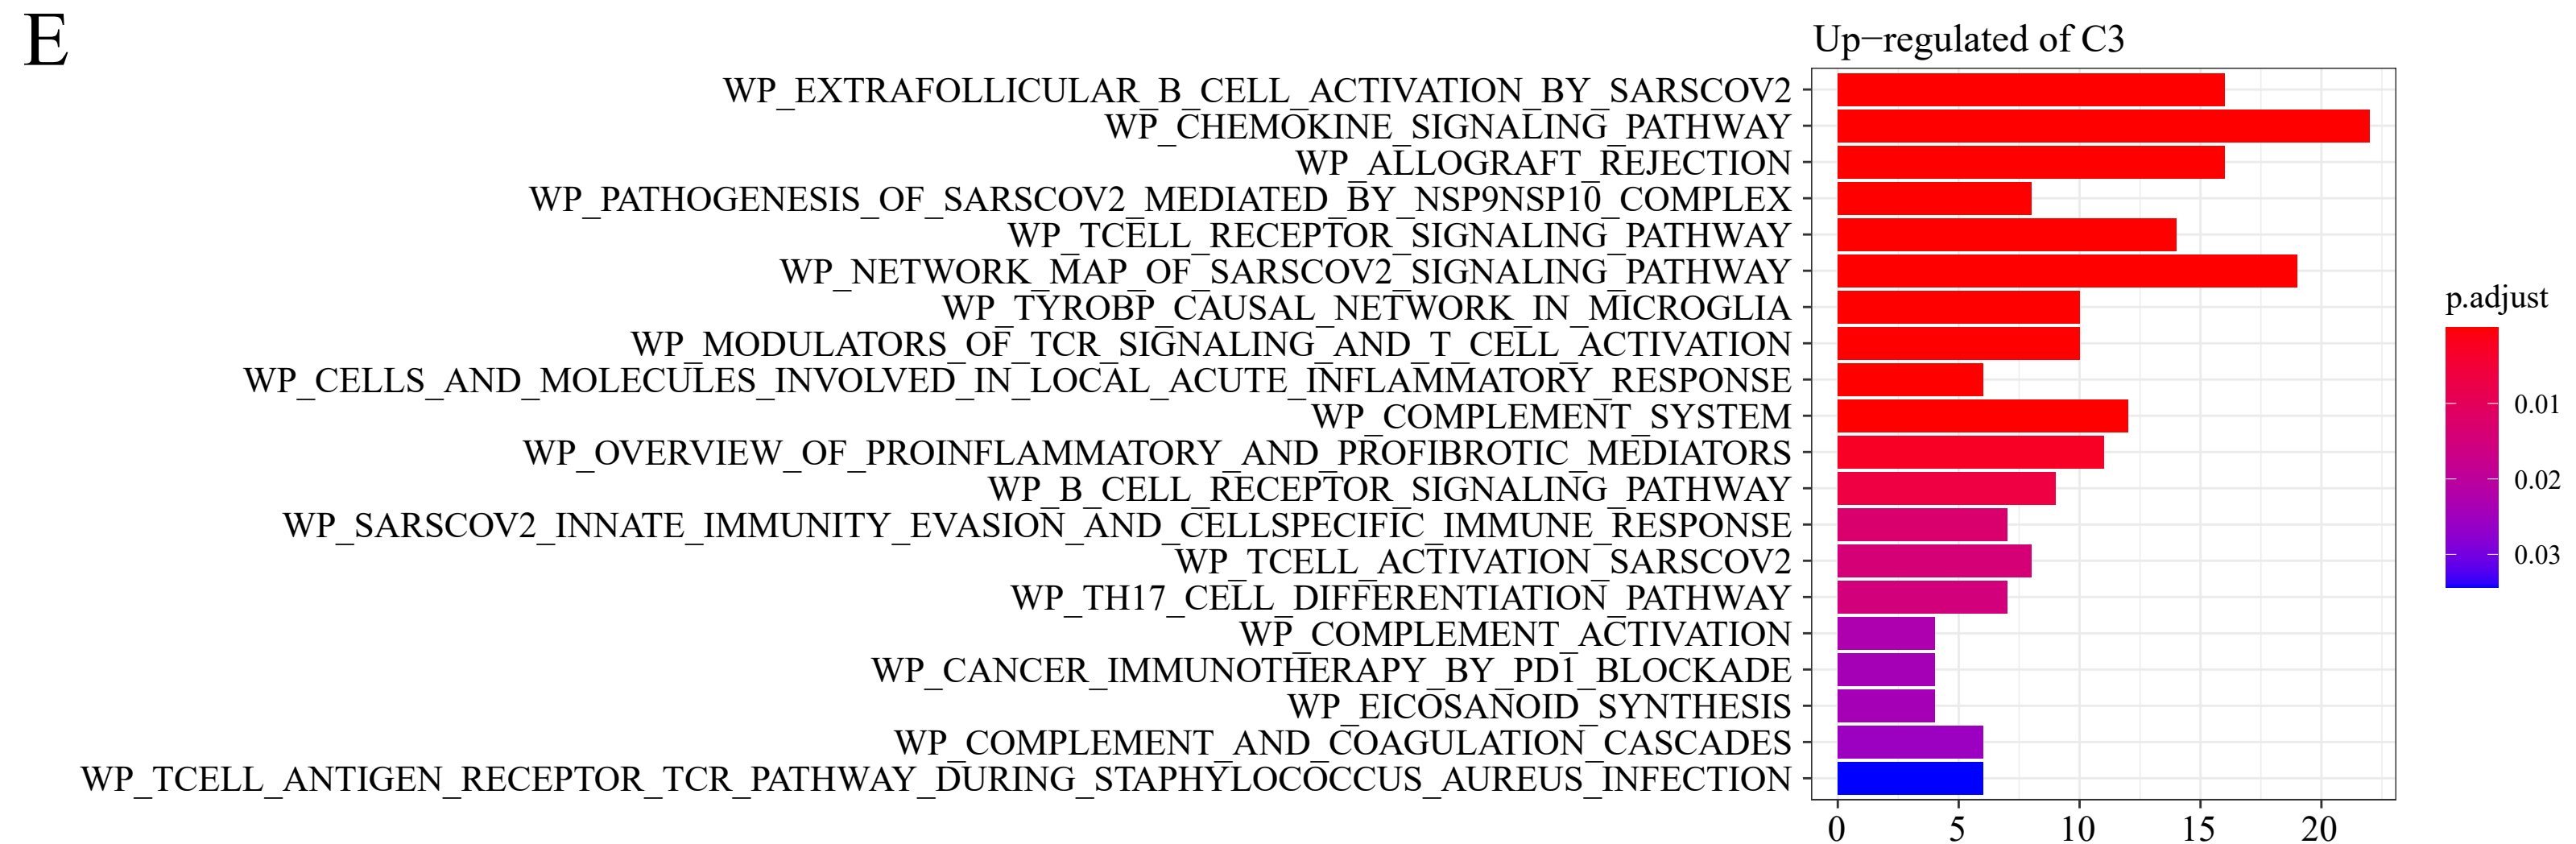 E
Up−regulated of C3
WP_EXTRAFOLLICULAR_B_CELL_ACTIVATION_BY_SARSCOV2
WP_CHEMOKINE_SIGNALING_PATHWAY
WP_ALLOGRAFT_REJECTION
WP_PATHOGENESIS_OF_SARSCOV2_MEDIATED_BY_NSP9NSP10_COMPLEX
WP_TCELL_RECEPTOR_SIGNALING_PATHWAY
WP_NETWORK_MAP_OF_SARSCOV2_SIGNALING_PATHWAY
WP_TYROBP_CAUSAL_NETWORK_IN_MICROGLIA
WP_MODULATORS_OF_TCR_SIGNALING_AND_T_CELL_ACTIVATION
WP_CELLS_AND_MOLECULES_INVOLVED_IN_LOCAL_ACUTE_INFLAMMATORY_RESPONSE
WP_COMPLEMENT_SYSTEM
WP_OVERVIEW_OF_PROINFLAMMATORY_AND_PROFIBROTIC_MEDIATORS
WP_B_CELL_RECEPTOR_SIGNALING_PATHWAY
WP_SARSCOV2_INNATE_IMMUNITY_EVASION_AND_CELLSPECIFIC_IMMUNE_RESPONSE
WP_TCELL_ACTIVATION_SARSCOV2
WP_TH17_CELL_DIFFERENTIATION_PATHWAY
WP_COMPLEMENT_ACTIVATION
WP_CANCER_IMMUNOTHERAPY_BY_PD1_BLOCKADE
WP_EICOSANOID_SYNTHESIS
WP_COMPLEMENT_AND_COAGULATION_CASCADES
WP_TCELL_ANTIGEN_RECEPTOR_TCR_PATHWAY_DURING_STAPHYLOCOCCUS_AUREUS_INFECTION
0 5 10 15 20
p.adjust
0.01
0.02
0.03